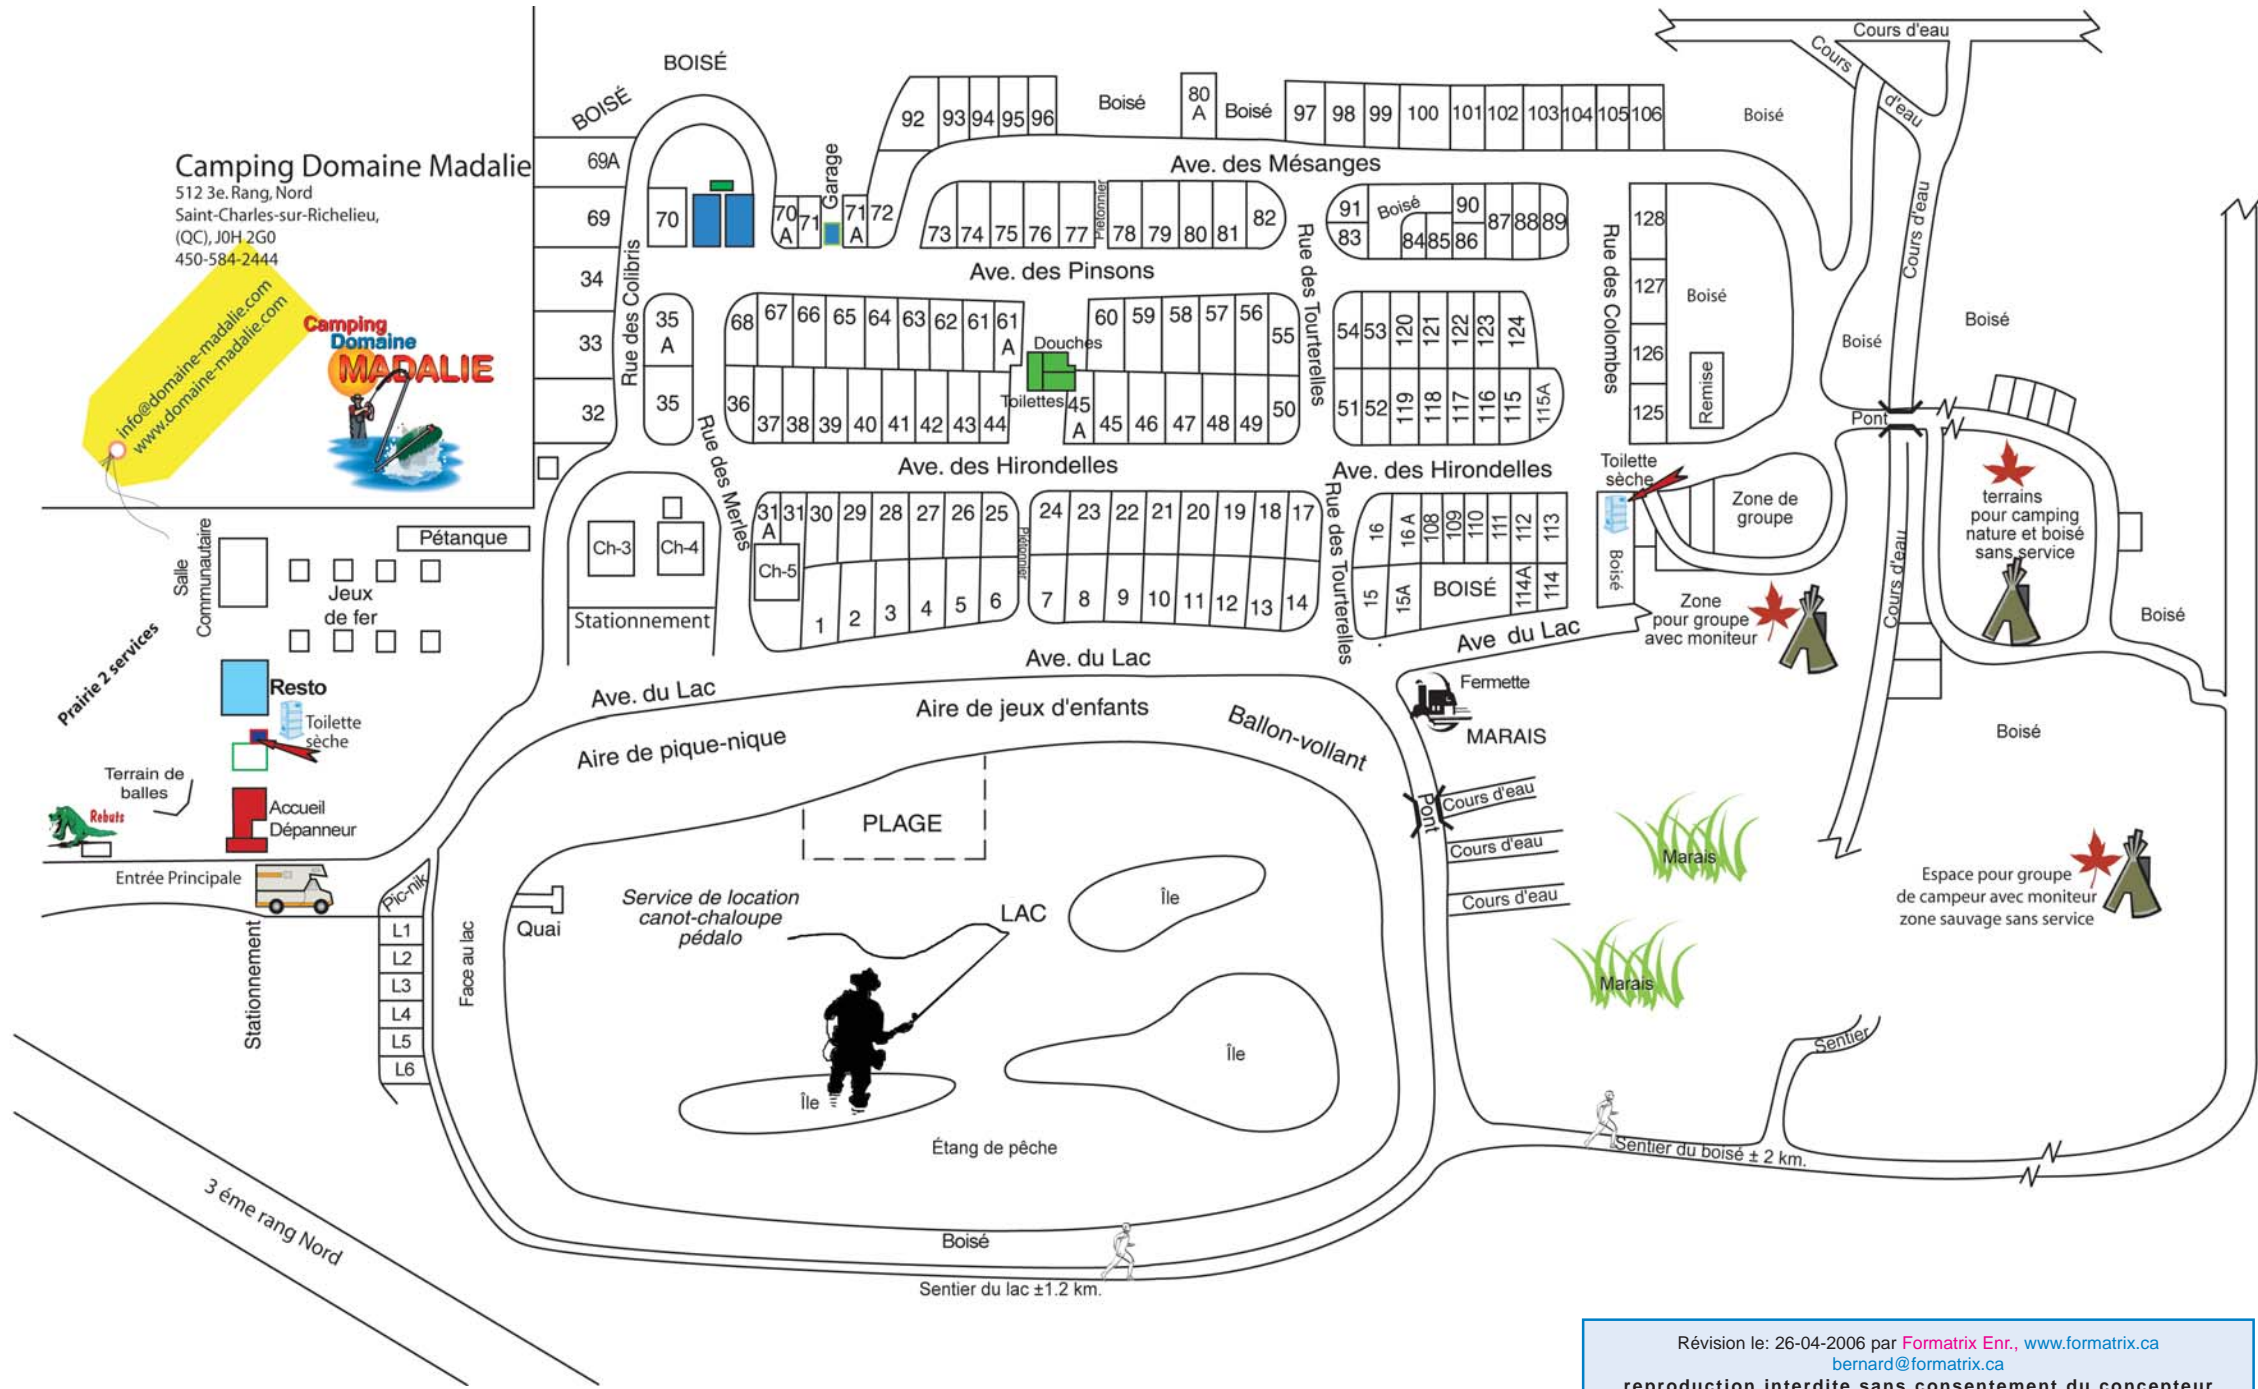 Camping Domaine Madalie
512 3e. Rang, Nord
Saint-Charles-sur-Richelieu,
(QC), J0H 2G0
450-584-2444
info@domaine-madalie.com
www.domaine-madalie.com
Camping
Domaine
MADALIE
BOISÉ
BOISÉ
69A
69
34
33
32
Rue des Colibris
70
70 A
71
Garage
71 A
72
92
93
94
95
96
Boisé
80 A
Boisé
97
98
99
100
101
102
103
104
105
106
Boisé
Ave. des Mésanges
73
74
75
76
77
Piétonnier
78
79
80
81
82
91
83
Boisé
84
85
90
86
87
88
89
Ave. des Pinsons
Rue des Tourterelles
Rue des Colombes
128
127
126
125
Boisé
Remise
35 A
35
68
67
66
65
64
63
62
61
61 A
Douches
Toilettes
60
59
58
57
56
55
36
37
38
39
40
41
42
43
44
45 A
45
46
47
48
49
50
54
53
120
121
122
123
124
51
52
119
118
117
116
115
115A
Rue des Merles
Ave. des Hirondelles
Ave. des Hirondelles
Ch-3
Ch-4
Stationnement
31 A
31
30
29
28
27
26
25
Ch-5
1
2
3
4
5
6
Piétonnier
24
23
22
21
20
19
18
17
7
8
9
10
11
12
13
14
Rue des Tourterelles
16
16 A
108
109
110
111
112
113
15
15A
BOISÉ
114A
114
Toilette
sèche
Boisé
Zone de
groupe
Zone
pour groupe
avec moniteur
Cours d'eau
Cours
d'eau
Cours d'eau
Boisé
Boisé
Pont
Cours d'eau
terrains
pour camping
nature et boisé
sans service
Boisé
Boisé
Salle
Communautaire
Pétanque
Jeux
de fer
Prairie 2 services
Resto
Toilette
sèche
Terrain de
balles
Rebuts
Accueil
Dépanneur
Entrée Principale
Stationnement
Pic-nik
L1
L2
L3
L4
L5
L6
Face au lac
Ave. du Lac
Ave. du Lac
Ave du Lac
Aire de pique-nique
Aire de jeux d'enfants
Ballon-vollant
Fermette
MARAIS
Pont
Cours d'eau
Cours d'eau
Cours d'eau
Marais
Marais
Espace pour groupe
de campeur avec moniteur
zone sauvage sans service
PLAGE
Quai
Service de location
canot-chaloupe
pédalo
LAC
Île
Île
Île
Étang de pêche
Boisé
Sentier du lac ±1.2 km.
Sentier
Sentier du boisé ± 2 km.
3 éme rang Nord
Révision le: 26-04-2006 par Formatrix Enr., www.formatrix.ca
bernard@formatrix.ca
reproduction interdite sans consentement du concepteur